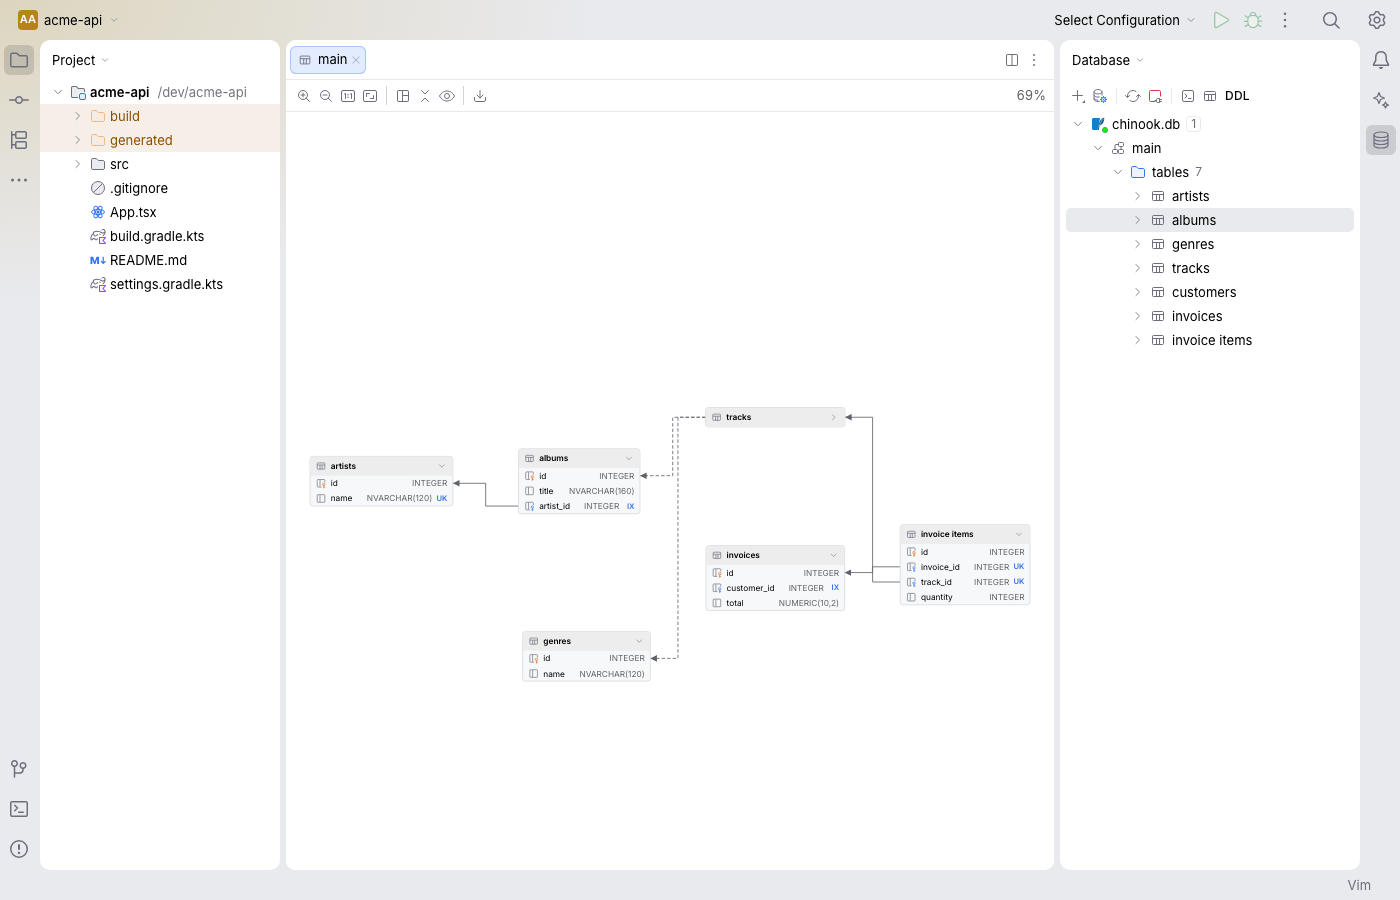 AA acme-api
Select Configuration
Project
acme-api /dev/acme-api
build
generated
src
.gitignore
App.tsx
build.gradle.kts
M↓ README.md
settings.gradle.kts
main
1:1
69%
artists
id INTEGER
name NVARCHAR(120) UK
albums
id INTEGER
title NVARCHAR(160)
artist_id INTEGER IX
tracks
invoices
id INTEGER
customer_id INTEGER IX
total NUMERIC(10,2)
invoice items
id INTEGER
invoice_id INTEGER UK
track_id INTEGER UK
quantity INTEGER
genres
id INTEGER
name NVARCHAR(120)
Database
DDL
chinook.db 1
main
tables 7
artists
albums
genres
tracks
customers
invoices
invoice items
Vim